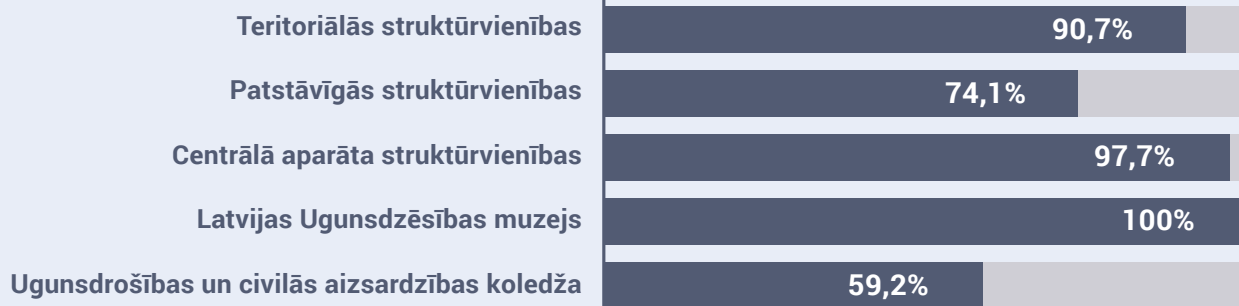 Teritoriālās struktūrvienības 90,7%
Patstāvīgās struktūrvienības 74,1%
Centrālā aparāta struktūrvienības 97,7%
Latvijas Ugunsdzēsības muzejs 100%
Ugunsdrošības un civilās aizsardzības koledža 59,2%